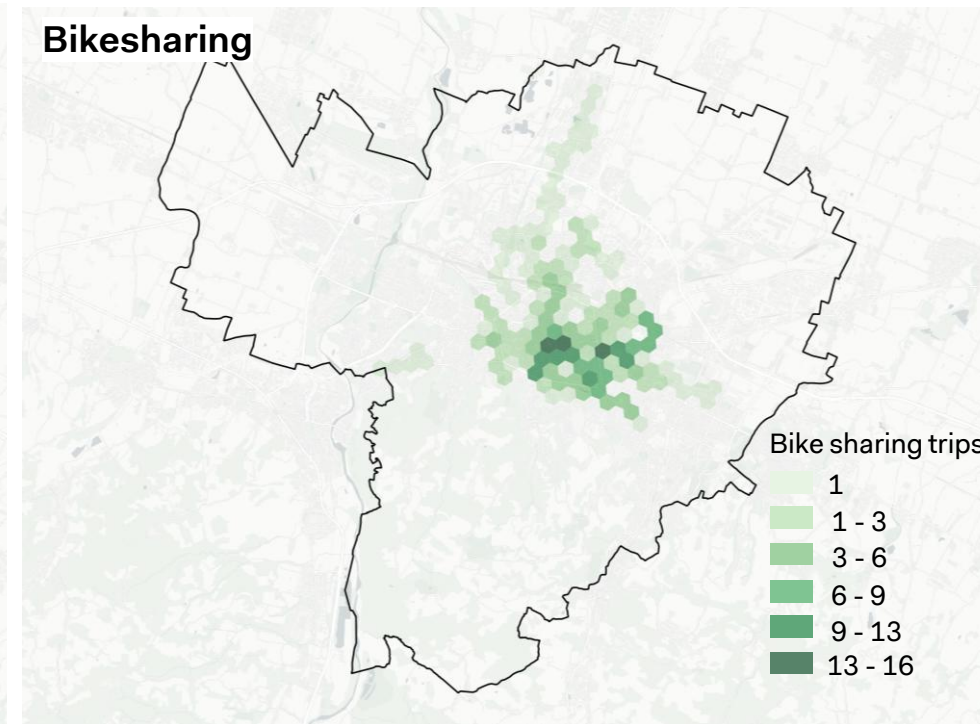 Bikesharing
Bike sharing trips
1
1 - 3
3 - 6
6 - 9
9 - 13
13 - 16